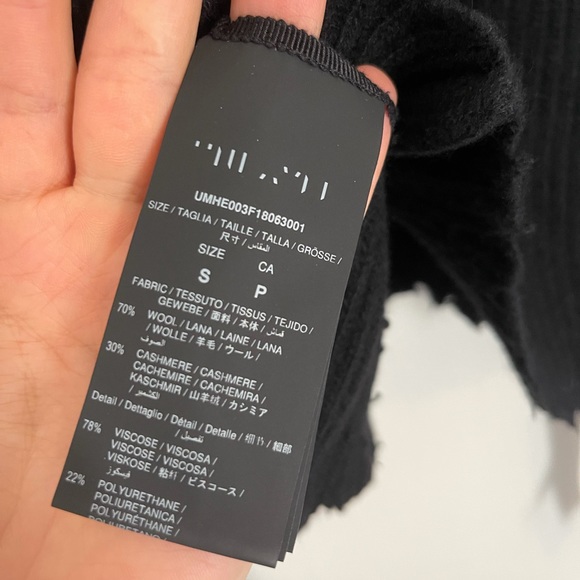 UMHE003F18063001
SIZE / TAGLIA / TAILLE / TALLA / GRÖSSE /
尺寸 / المقاس /
SIZE CA
S P
FABRIC / TESSUTO / TISSUS / TEJIDO /
GEWEBE / 面料 / 本体 / قماش /
70% WOOL / LANA / LAINE / LANA
/ WOLLE / 羊毛 / ウール /
الصوف
30% CASHMERE / CASHMERE /
CACHEMIRE / CACHEMIRA /
KASCHMIR / 山羊绒 / カシミア
/ الكشمير
Detail / Dettaglio / Détail / Detalle / 细节 / 細部
/ تفصيل
78% VISCOSE / VISCOSA /
VISCOSE / VISCOSA /
VISKOSE / 粘料 / ビスコース /
فيسكوز
22% POLYURETHANE /
POLIURETANICA /
POLYURÉTHANE /
POLIURETANO /